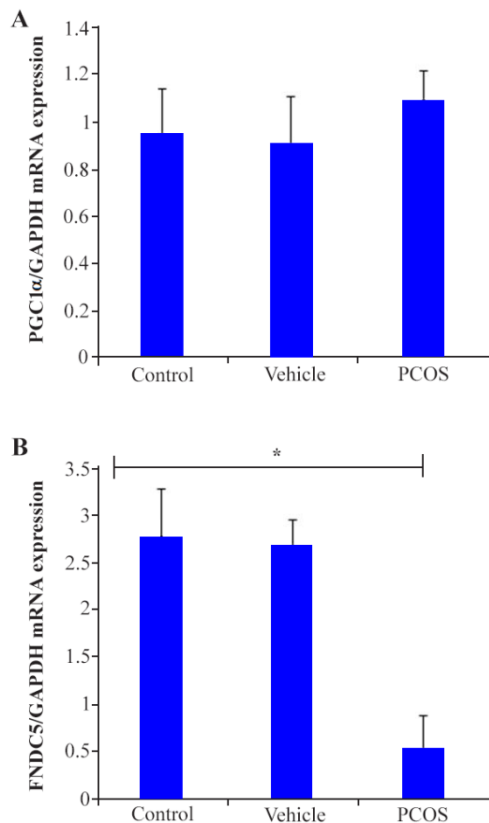 A
PGC1α/GAPDH mRNA expression
1.4
1.2
1
0.8
0.6
0.4
0.2
0
Control Vehicle PCOS
B
*
FNDC5/GAPDH mRNA expression
3.5
3
2.5
2
1.5
1
0.5
0
Control Vehicle PCOS